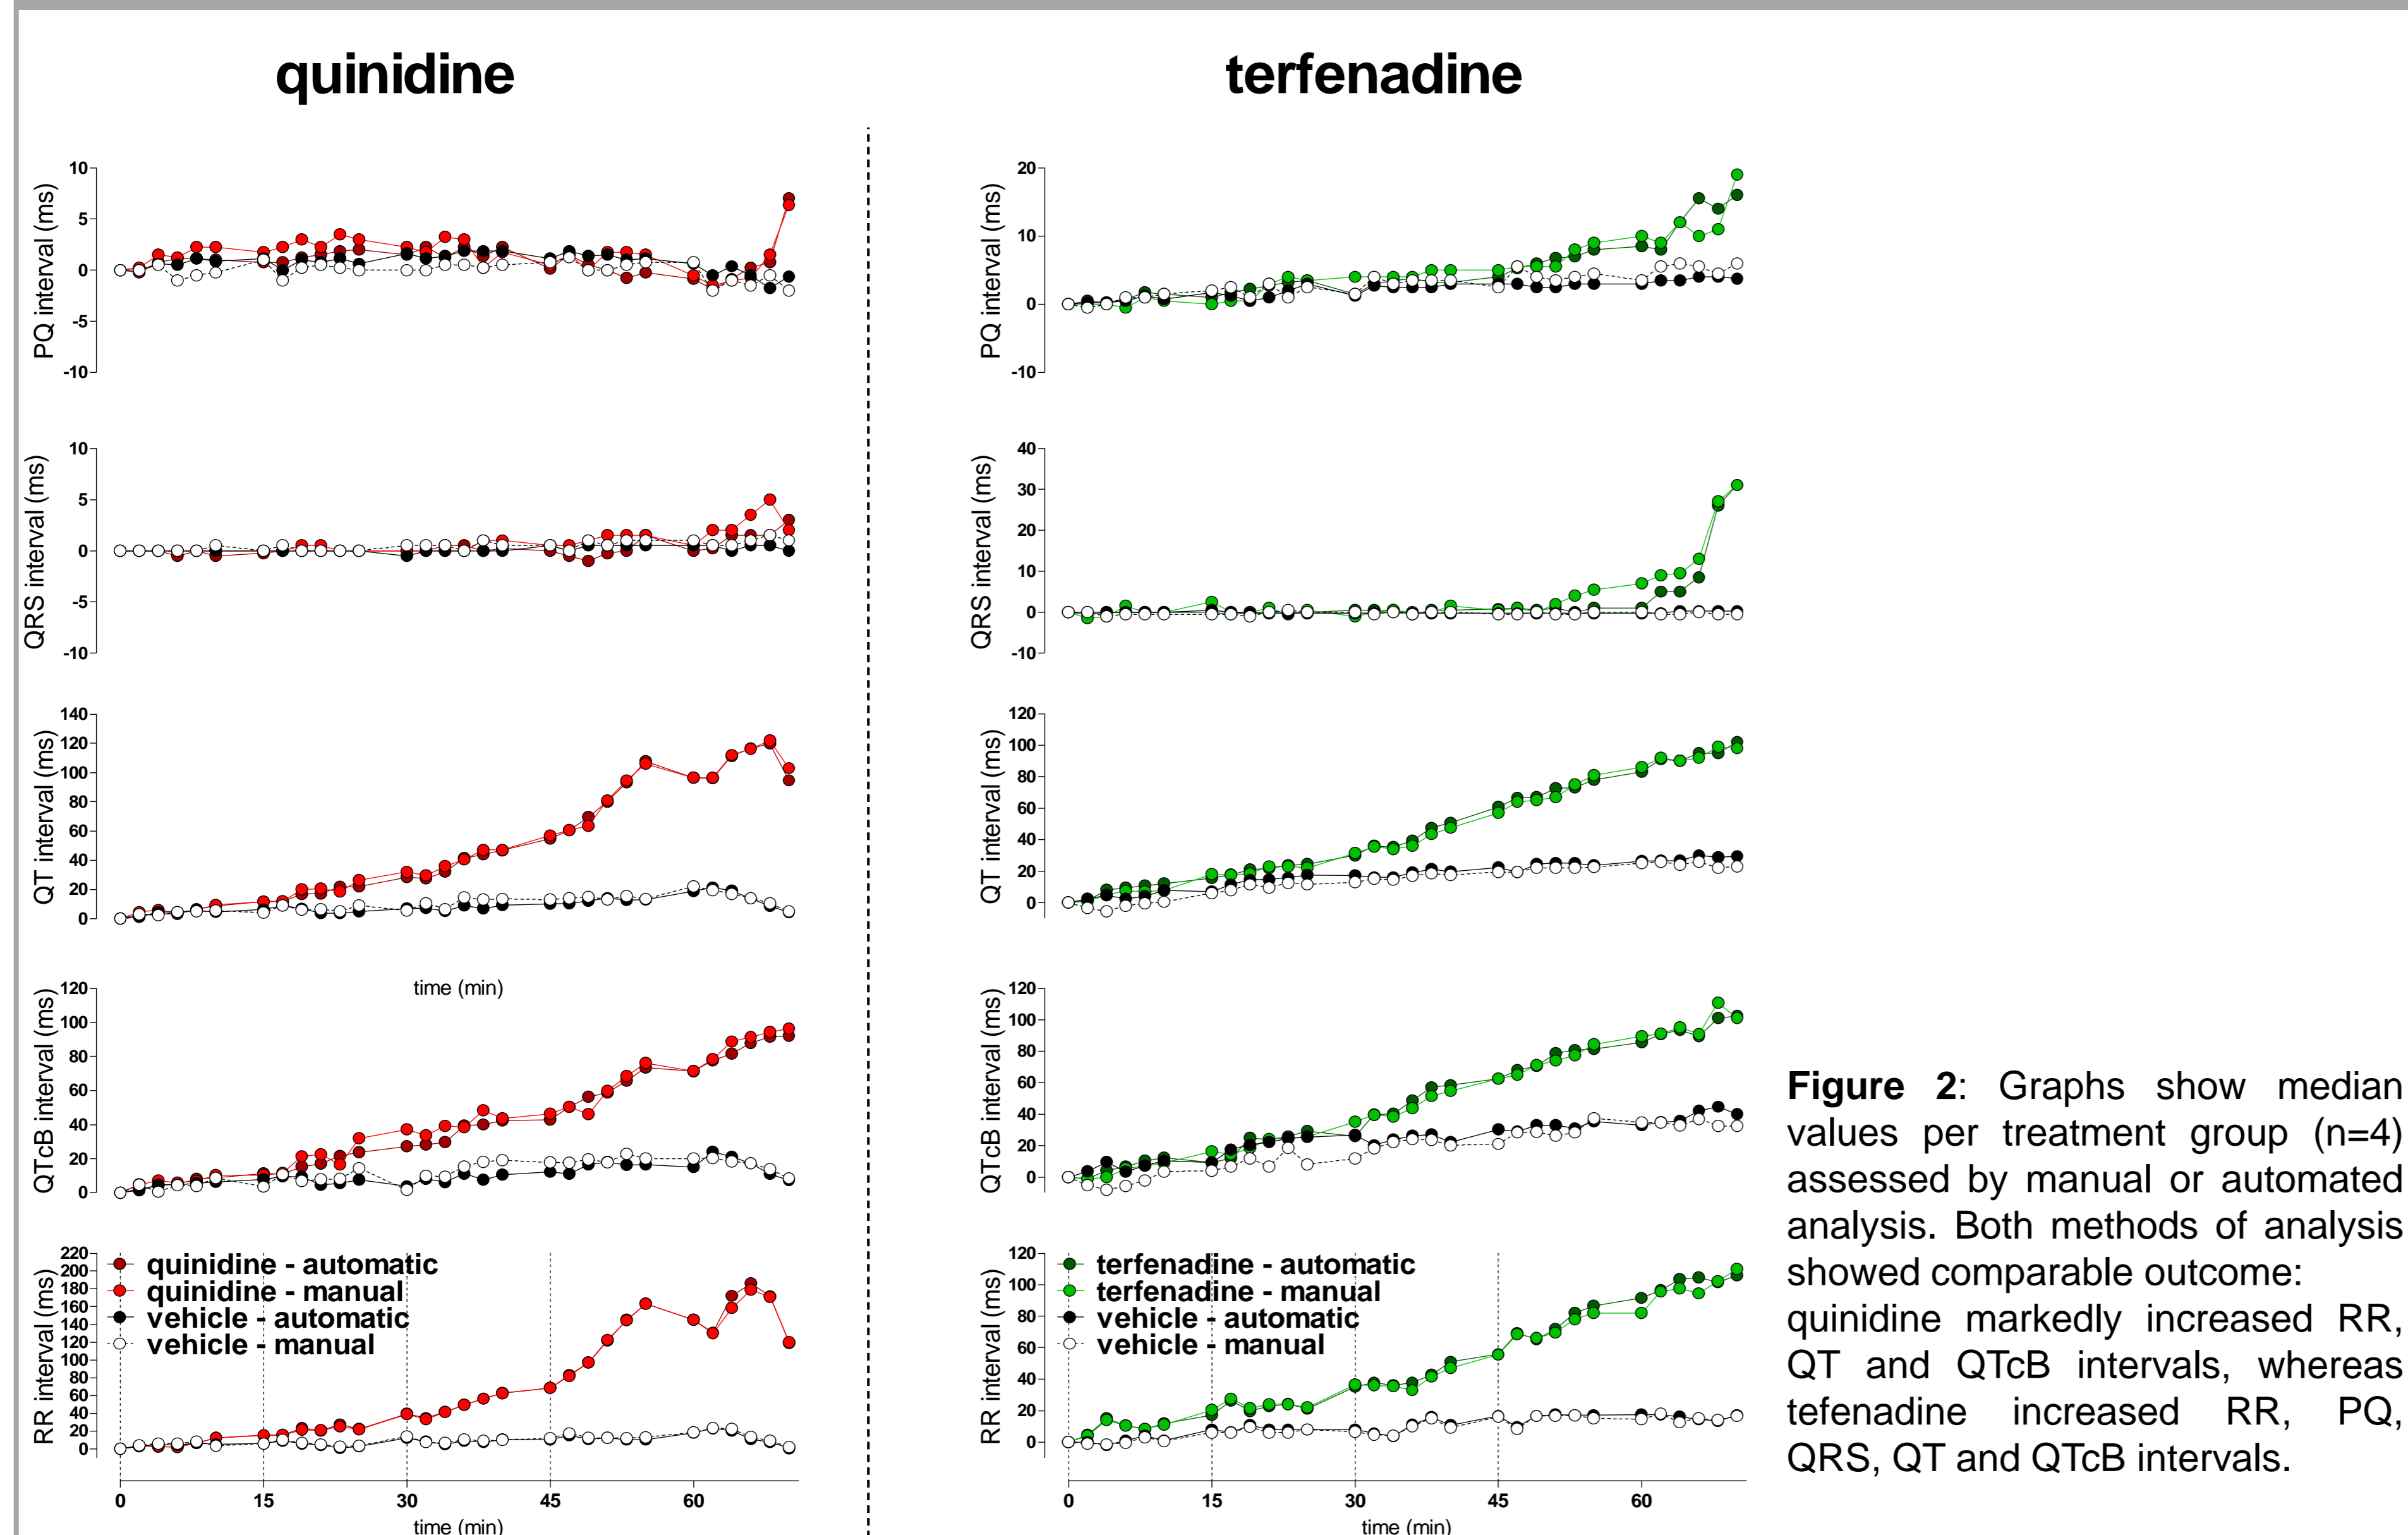 quinidine
terfenadine
10
5
0
-5
-10
PQ interval (ms)
20
10
0
-10
PQ interval (ms)
10
5
0
-5
-10
QRS interval (ms)
40
30
20
10
0
-10
QRS interval (ms)
140
120
100
80
60
40
20
0
QT interval (ms)
120
100
80
60
40
20
0
QT interval (ms)
time (min)
120
100
80
60
40
20
0
QTcB interval (ms)
120
100
80
60
40
20
0
QTcB interval (ms)
220
200
180
160
140
120
100
80
60
40
20
0
RR interval (ms)
quinidine - automatic
quinidine - manual
vehicle - automatic
vehicle - manual
0 15 30 45 60
time (min)
120
100
80
60
40
20
0
RR interval (ms)
terfenadine - automatic
terfenadine - manual
vehicle - automatic
vehicle - manual
0 15 30 45 60
time (min)
Figure 2: Graphs show median
values per treatment group (n=4)
assessed by manual or automated
analysis. Both methods of analysis
showed comparable outcome:
quinidine markedly increased RR,
QT and QTcB intervals, whereas
tefenadine increased RR, PQ,
QRS, QT and QTcB intervals.